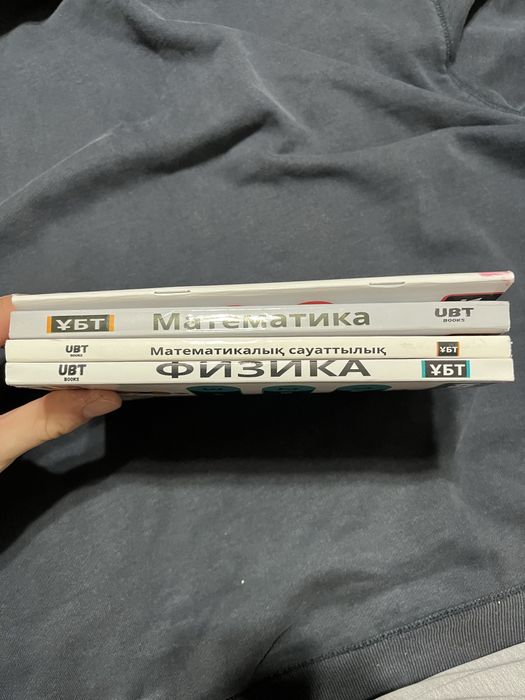 ҰБТ Математика UBT BOOKS
UBT BOOKS Математикалық сауаттылық ҰБТ
UBT BOOKS ФИЗИКА ҰБТ